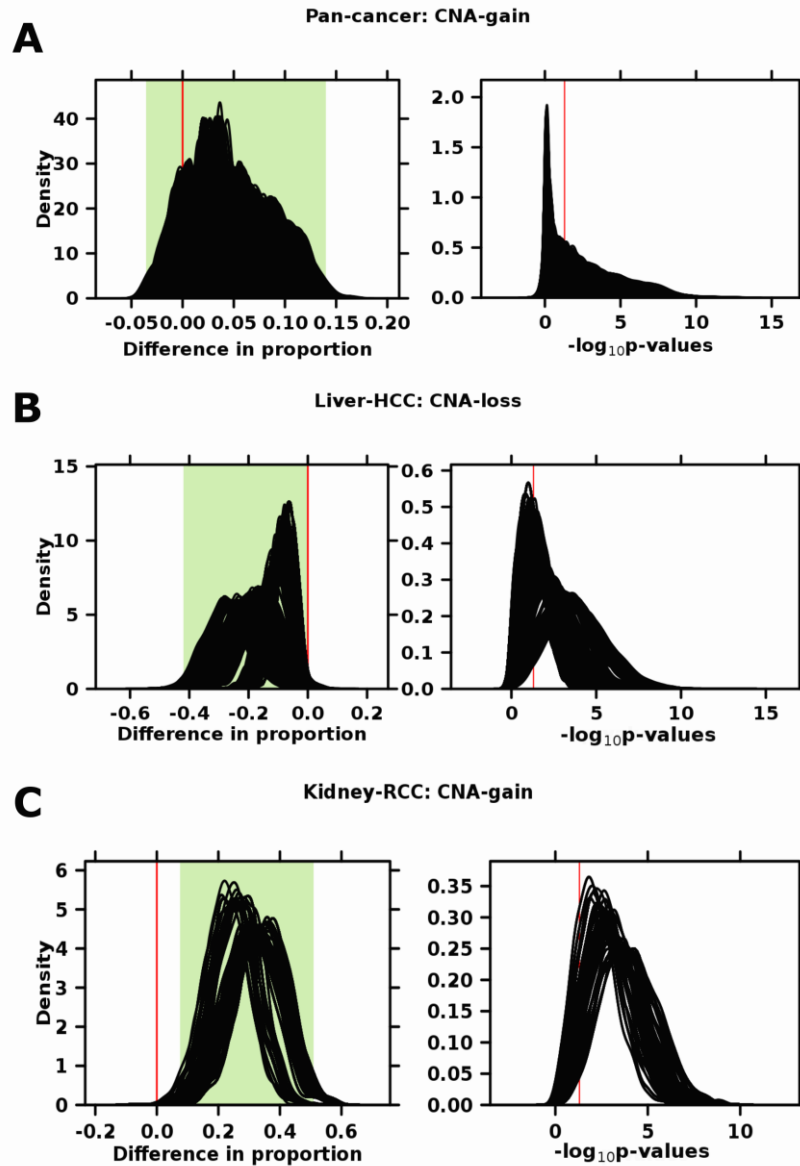 Pan-cancer: CNA-gain
A
Density
40
30
20
10
0
-0.05 0.00 0.05 0.10 0.15 0.20
Difference in proportion
2.0
1.5
1.0
0.5
0.0
0 5 10 15
-log10p-values
Liver-HCC: CNA-loss
B
Density
15
10
5
0
-0.6 -0.4 -0.2 0.0 0.2
Difference in proportion
0.6
0.5
0.4
0.3
0.2
0.1
0.0
0 5 10 15
-log10p-values
Kidney-RCC: CNA-gain
C
Density
6
5
4
3
2
1
0
-0.2 0.0 0.2 0.4 0.6
Difference in proportion
0.35
0.30
0.25
0.20
0.15
0.10
0.05
0.00
0 5 10
-log10p-values